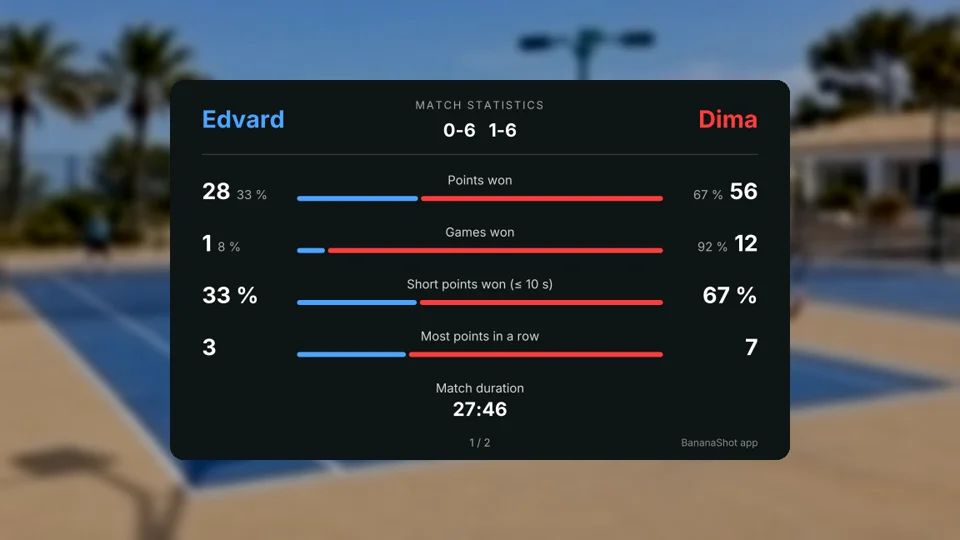 MATCH STATISTICS
Edvard 0-6 1-6 Dima
Points won
28 33 % 67 % 56
Games won
1 8 % 92 % 12
Short points won (≤ 10 s)
33 % 67 %
Most points in a row
3 7
Match duration
27:46
1 / 2 BananaShot app